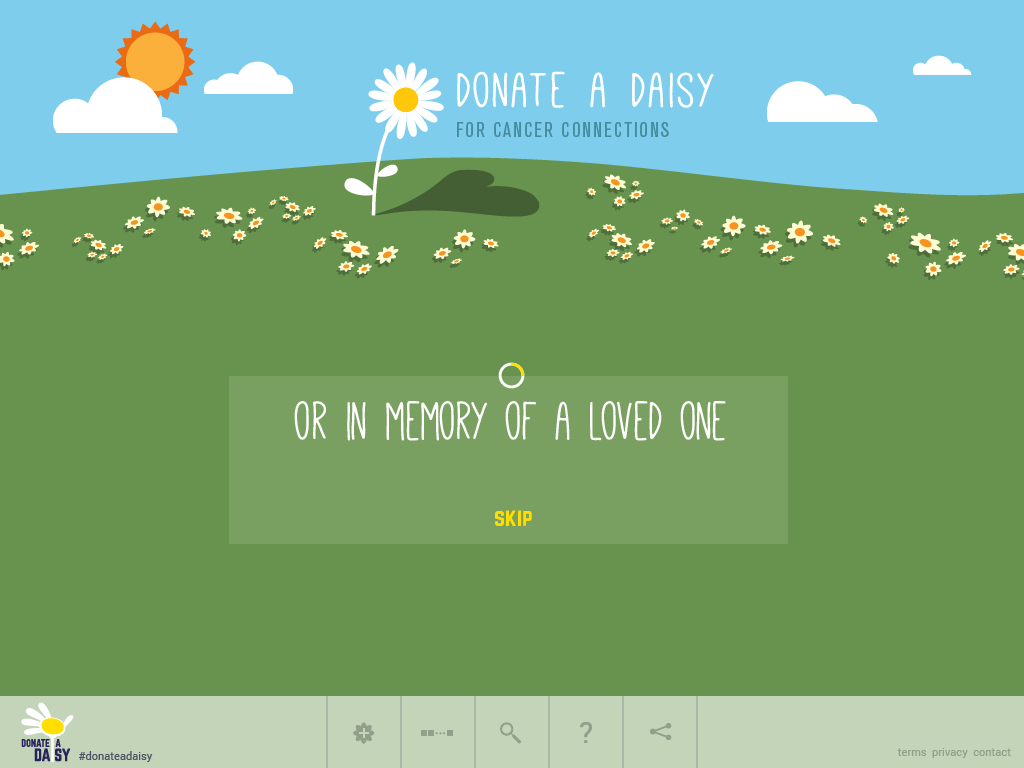 DONATE A DAISY
FOR CANCER CONNECTIONS
OR IN MEMORY OF A LOVED ONE
SKIP
DONATE A
DAISY
#donateadaisy
terms privacy contact